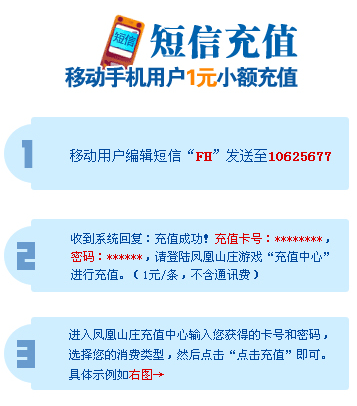 短信
短信充值
移动手机用户1元小额充值
1
移动用户编辑短信“FH”发送至10625677
2
收到系统回复：充值成功！充值卡号：********，
密码：******，请登陆凤凰山庄游戏“充值中心”
进行充值。（1元/条，不含通讯费）
3
进入凤凰山庄充值中心输入您获得的卡号和密码，
选择您的消费类型，然后点击“点击充值”即可。
具体示例如右图→